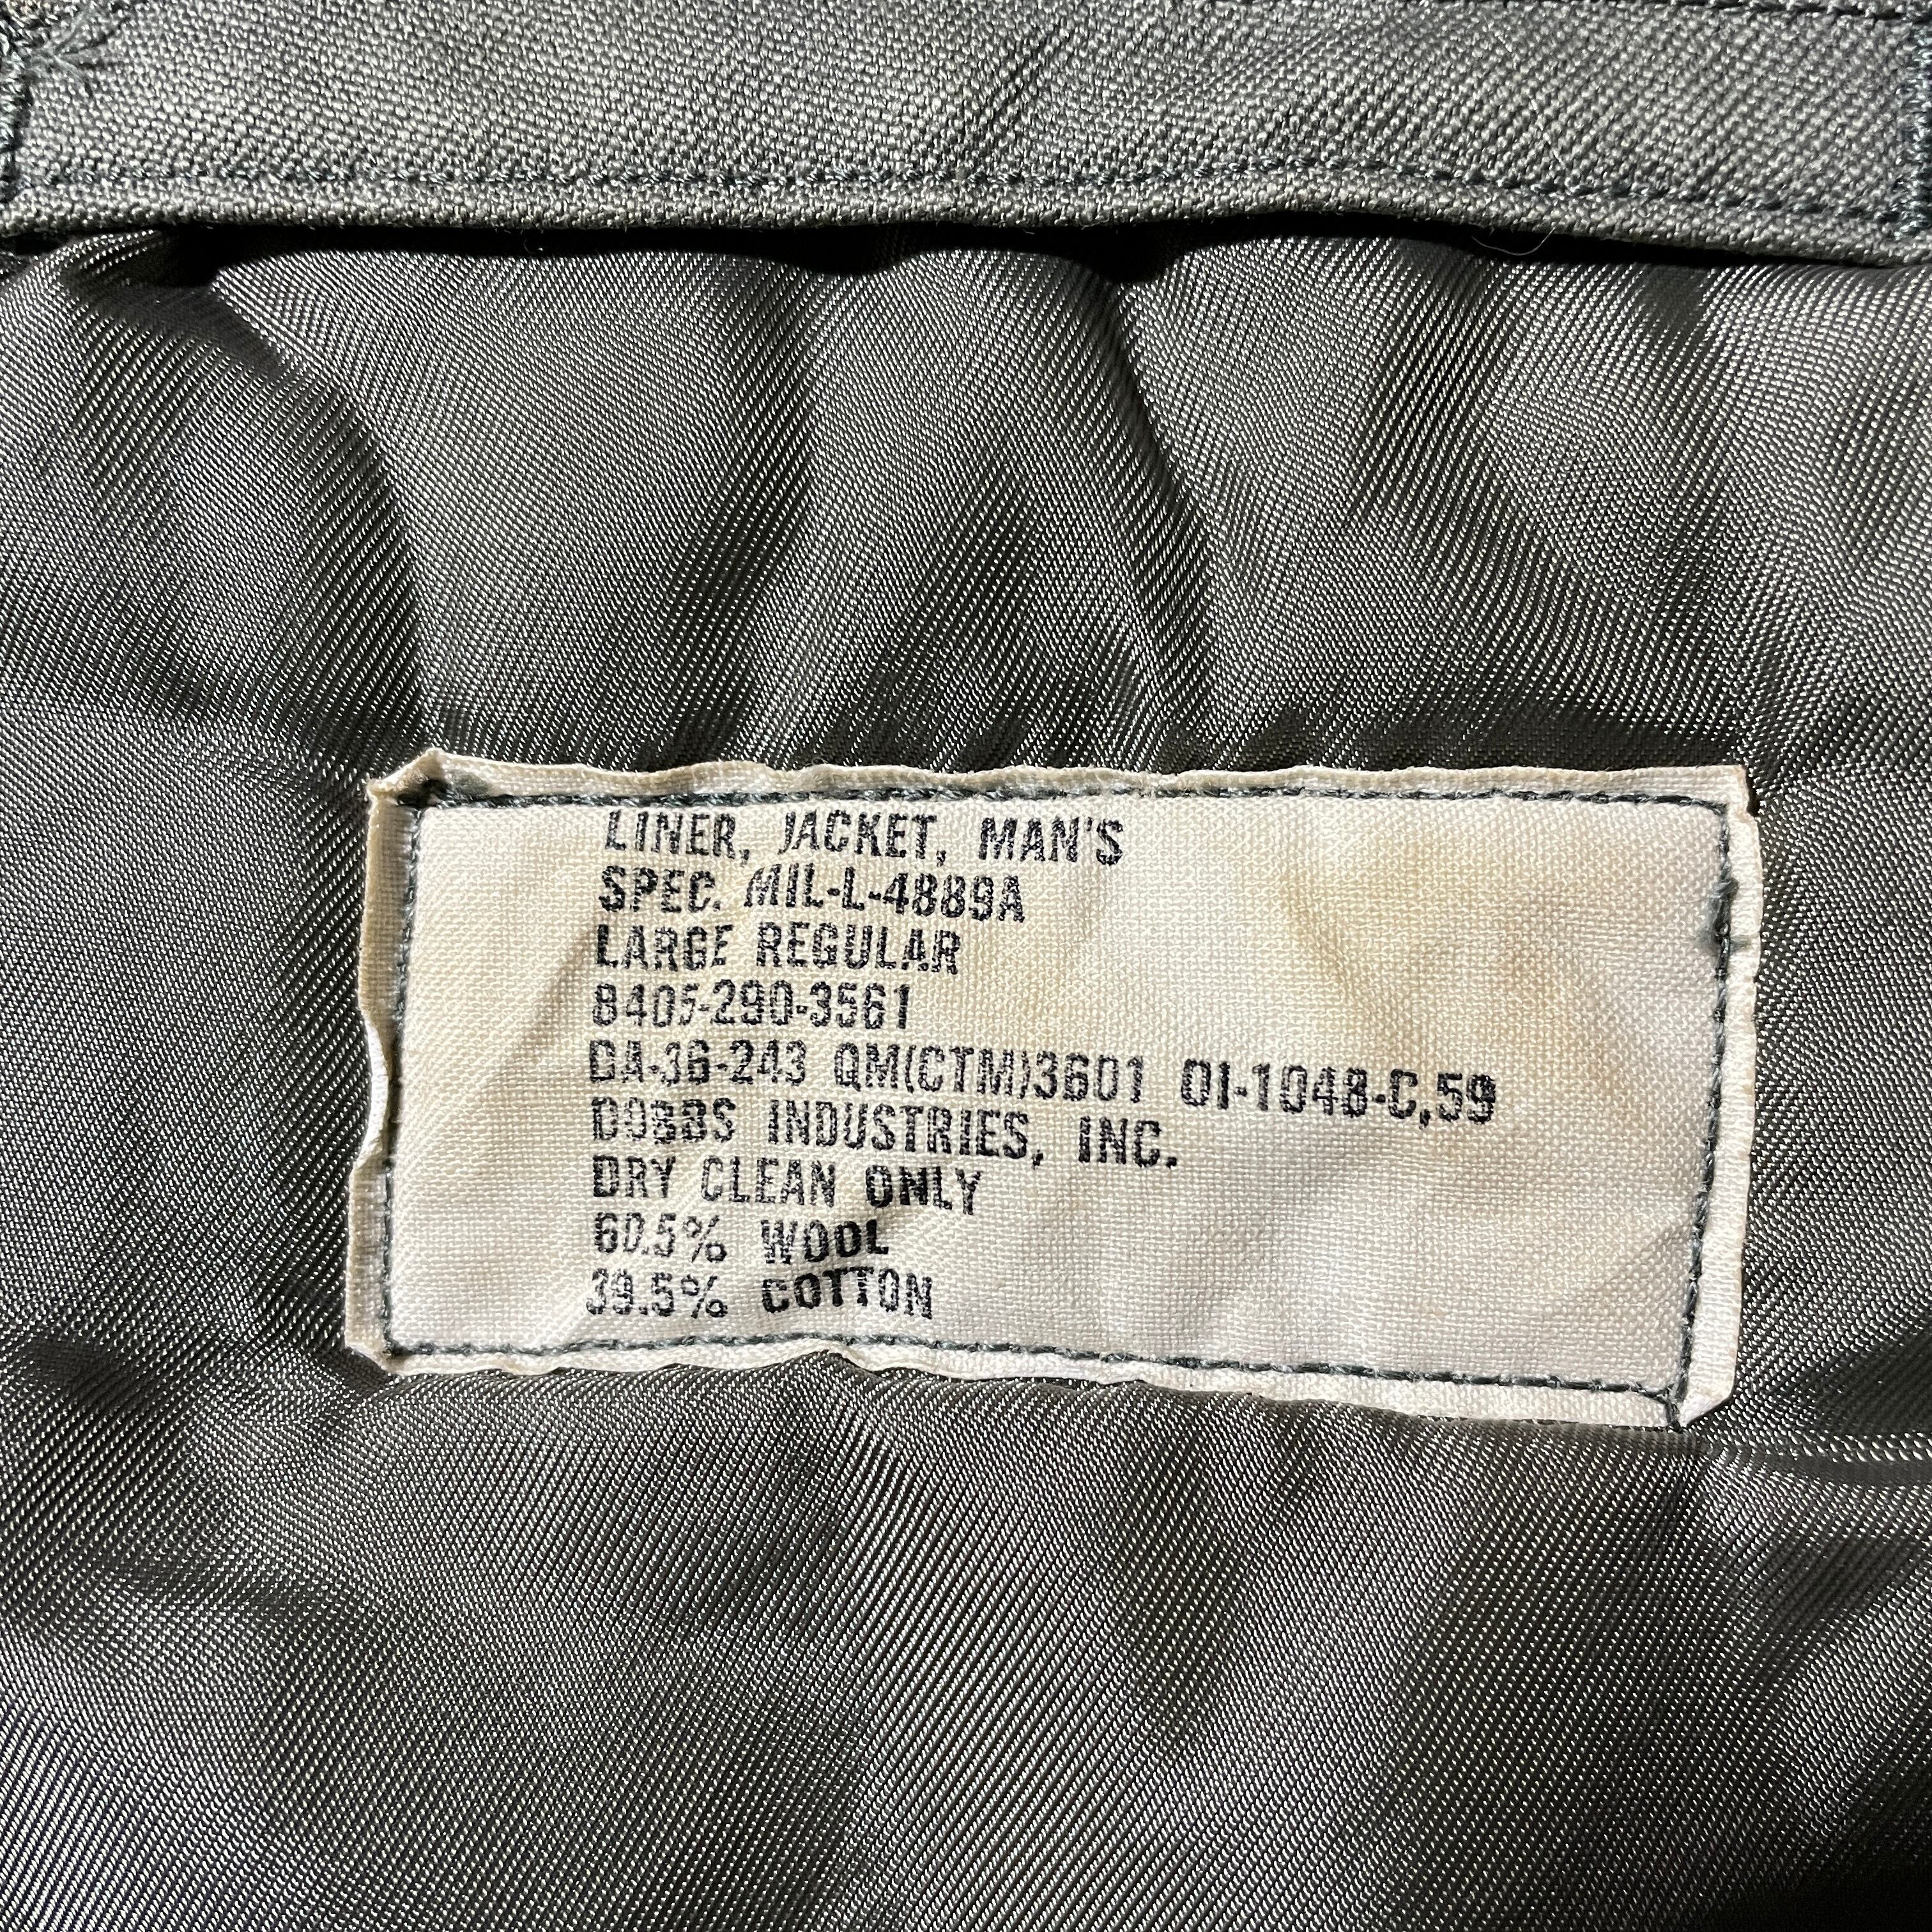 LINER, JACKET, MAN'S
SPEC. MIL-L-4889A
LARGE REGULAR
8405-290-3561
DA-36-243 QM(CTM)3601 OI-1048-C,59
DOBBS INDUSTRIES, INC.
DRY CLEAN ONLY
60.5% WOOL
39.5% COTTON